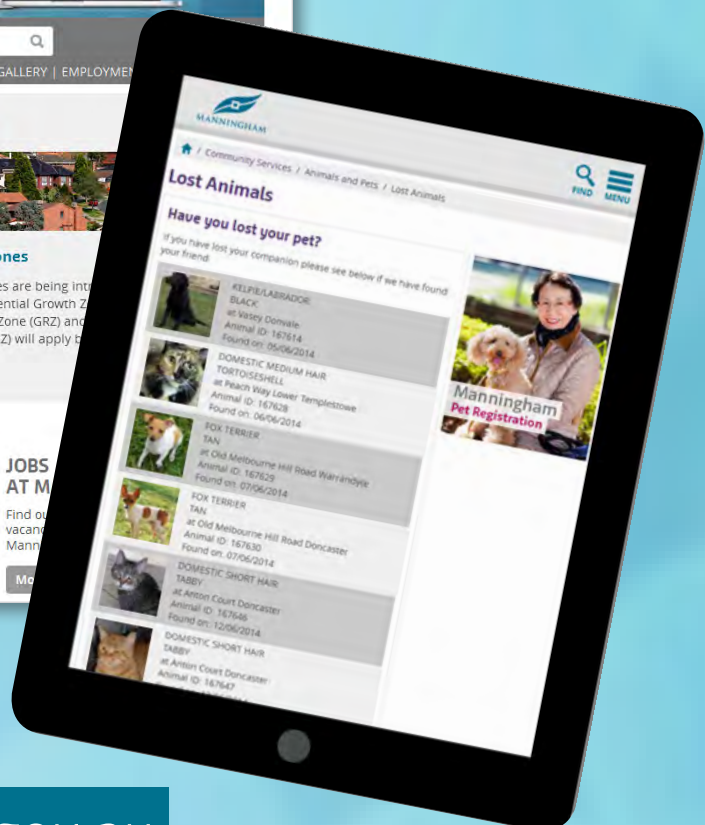 GALLERY | EMPLOYMEN
ones
es are being intr
ential Growth Z
Zone (GRZ) and
Z) will apply b
JOBS
AT M
Find ou
vacanc
Mann
Mo
MANNINGHAM
/ Community Services / Animals and Pets / Lost Animals
FIND MENU
Lost Animals
Have you lost your pet?
If you have lost your companion please see below if we have found
your friend:
KELPIE/LABRADOR
BLACK
at Vasey Donvale
Animal ID: 167614
Found on: 05/06/2014
DOMESTIC MEDIUM HAIR
TORTOISESHELL
at Peach Way Lower Templestowe
Animal ID: 167628
Found on: 06/06/2014
FOX TERRIER
TAN
at Old Melbourne Hill Road Warrandyte
Animal ID: 167629
Found on: 07/06/2014
FOX TERRIER
TAN
at Old Melbourne Hill Road Doncaster
Animal ID: 167630
Found on: 07/06/2014
DOMESTIC SHORT HAIR
TABBY
at Anton Court Doncaster
Animal ID: 167646
Found on: 12/06/2014
DOMESTIC SHORT HAIR
TABBY
at Anton Court Doncaster
Animal ID: 167647
Manningham
Pet Registration